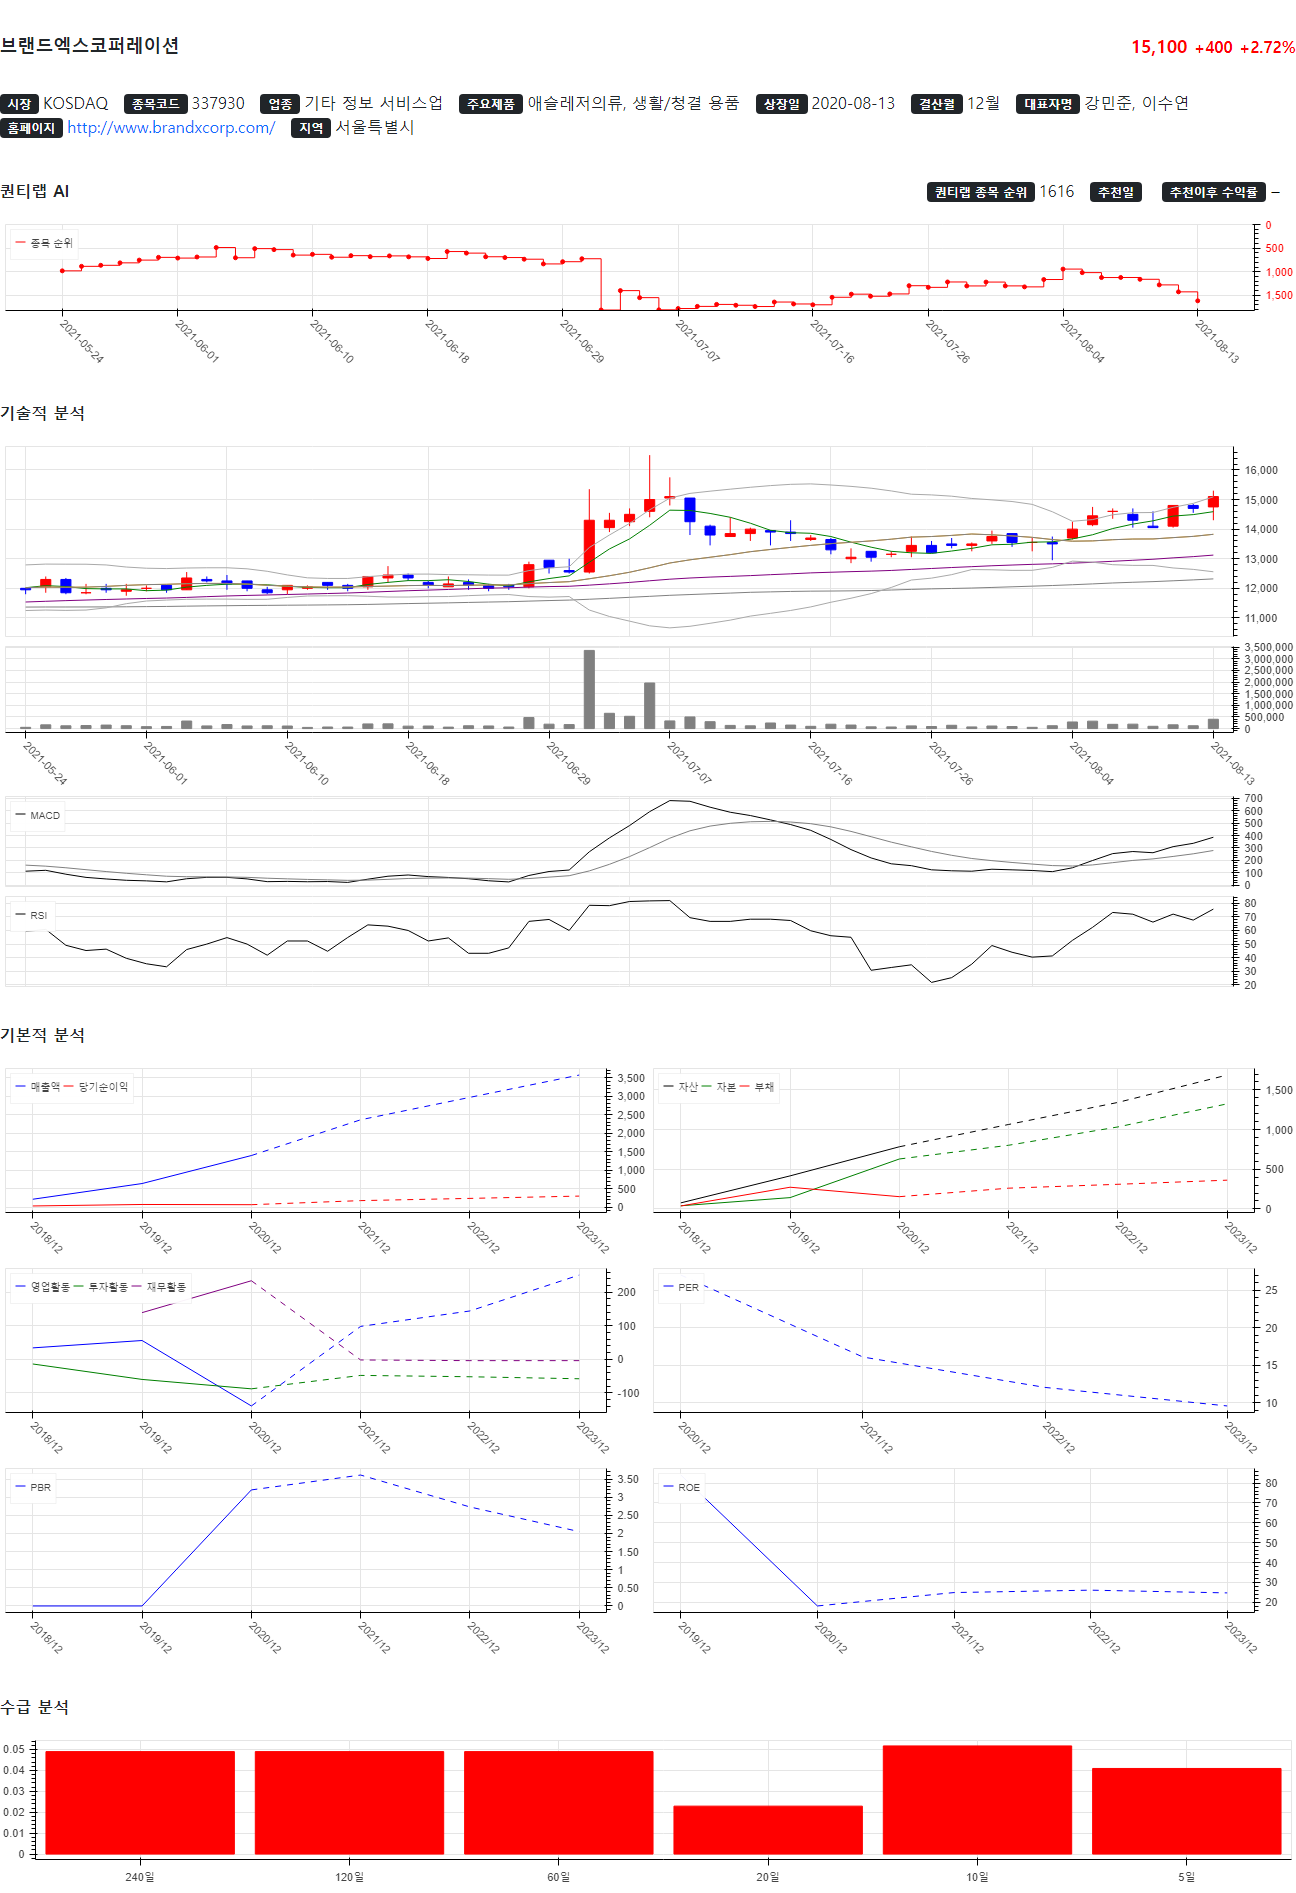 브랜드엑스코퍼레이션
15,100 +400 +2.72%
시장 KOSDAQ 종목코드 337930 업종 기타 정보 서비스업 주요제품 애슬레저의류, 생활/청결 용품 상장일 2020-08-13 결산월 12월 대표자명 강민준, 이수연
홈페이지 http://www.brandxcorp.com/ 지역 서울특별시
퀀티랩 AI
퀀티랩 종목 순위 1616 추천일 추천이후 수익률 –
종목 순위
0
500
1,000
1,500
2021-05-24 2021-06-01 2021-06-10 2021-06-18 2021-06-29 2021-07-07 2021-07-16 2021-07-26 2021-08-04 2021-08-13
기술적 분석
16,000
15,000
14,000
13,000
12,000
11,000
3,500,000
3,000,000
2,500,000
2,000,000
1,500,000
1,000,000
500,000
0
2021-05-24 2021-06-01 2021-06-10 2021-06-18 2021-06-29 2021-07-07 2021-07-16 2021-07-26 2021-08-04 2021-08-13
MACD
700
600
500
400
300
200
100
0
RSI
80
70
60
50
40
30
20
기본적 분석
매출액 당기순이익
3,500
3,000
2,500
2,000
1,500
1,000
500
0
2018/12 2019/12 2020/12 2021/12 2022/12 2023/12
자산 자본 부채
1,500
1,000
500
0
2018/12 2019/12 2020/12 2021/12 2022/12 2023/12
영업활동 투자활동 재무활동
200
100
0
-100
2018/12 2019/12 2020/12 2021/12 2022/12 2023/12
PER
25
20
15
10
2020/12 2021/12 2022/12 2023/12
PBR
3.50
3
2.50
2
1.50
1
0.50
0
2018/12 2019/12 2020/12 2021/12 2022/12 2023/12
ROE
80
70
60
50
40
30
20
2019/12 2020/12 2021/12 2022/12 2023/12
수급 분석
0.05
0.04
0.03
0.02
0.01
0
240일 120일 60일 20일 10일 5일